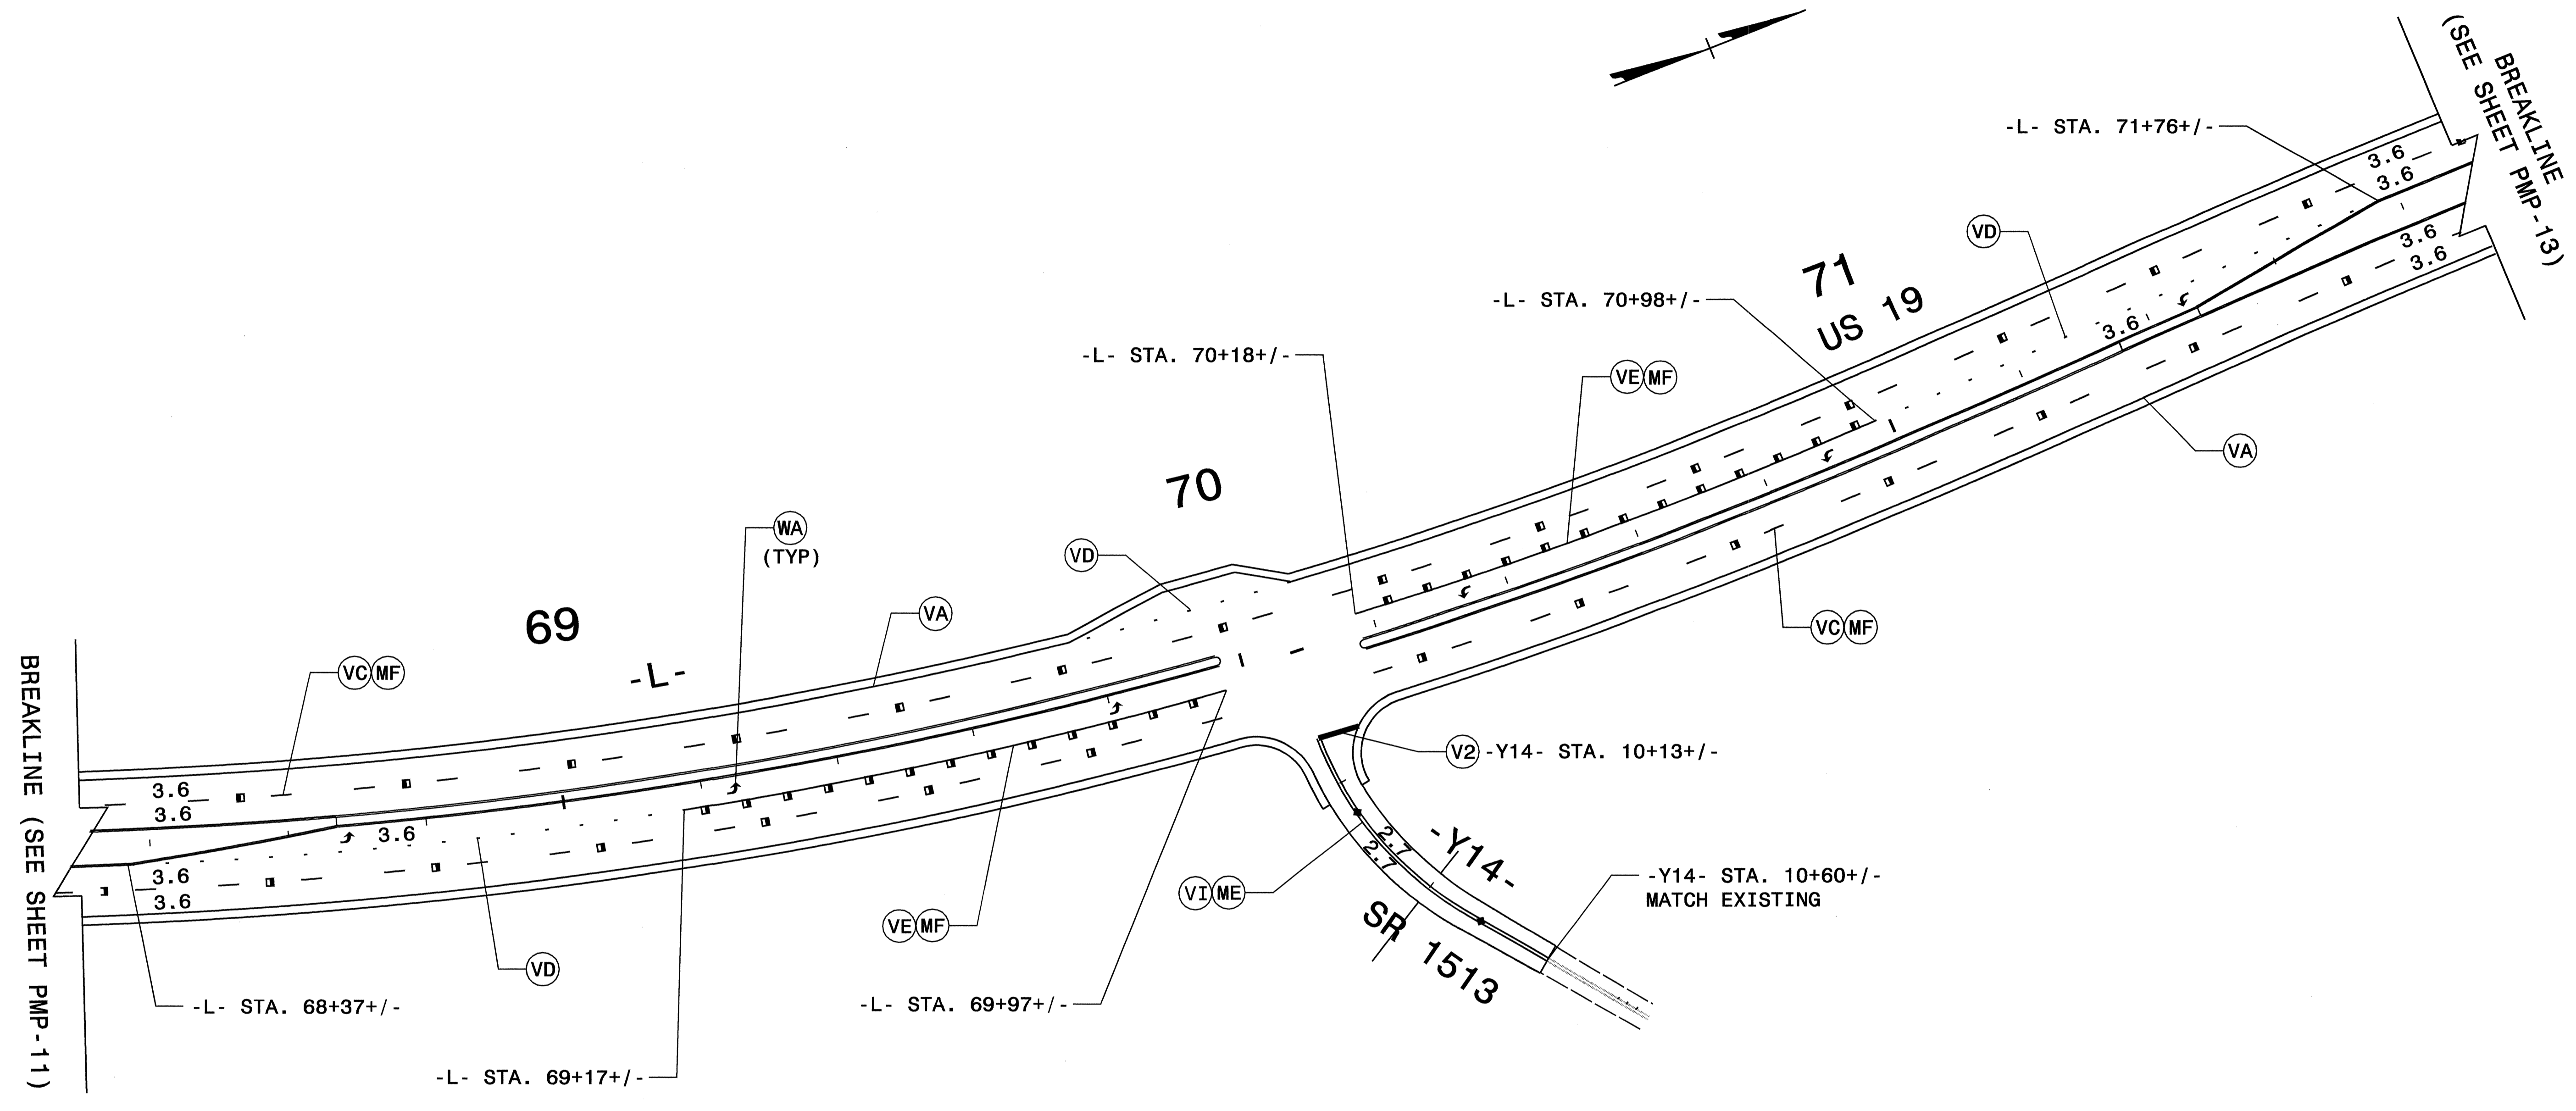 BREAKLINE (SEE SHEET PMP-11)
BREAKLINE
(SEE SHEET PMP-13)
-L- STA. 71+76+/-
3.6
3.6
3.6
3.6
VD
71
US 19
-L- STA. 70+98+/-
3.6
-L- STA. 70+18+/-
VE MF
VA
70
WA
(TYP)
VD
69
VA
-L-
VC MF
VC MF
3.6
3.6
3.6
3.6
3.6
V2 -Y14- STA. 10+13+/-
2.7
2.7
-Y14-
VI ME
-Y14- STA. 10+60+/-
MATCH EXISTING
SR 1513
VE MF
VD
-L- STA. 68+37+/-
-L- STA. 69+97+/-
-L- STA. 69+17+/-